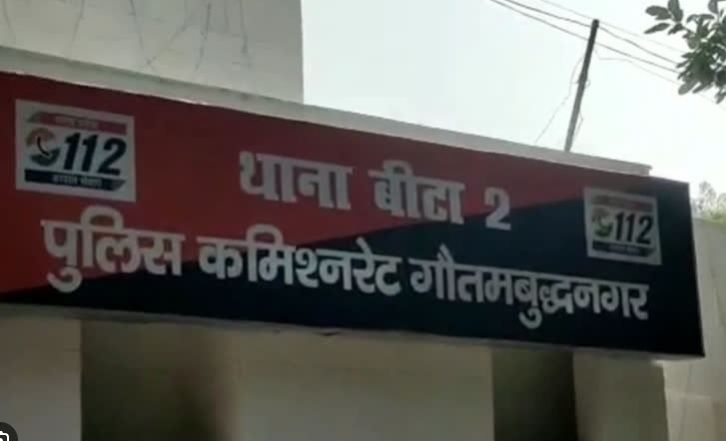 112
थाना बीटा 2
112
पुलिस कमिश्नरेट गौतमबुद्धनगर